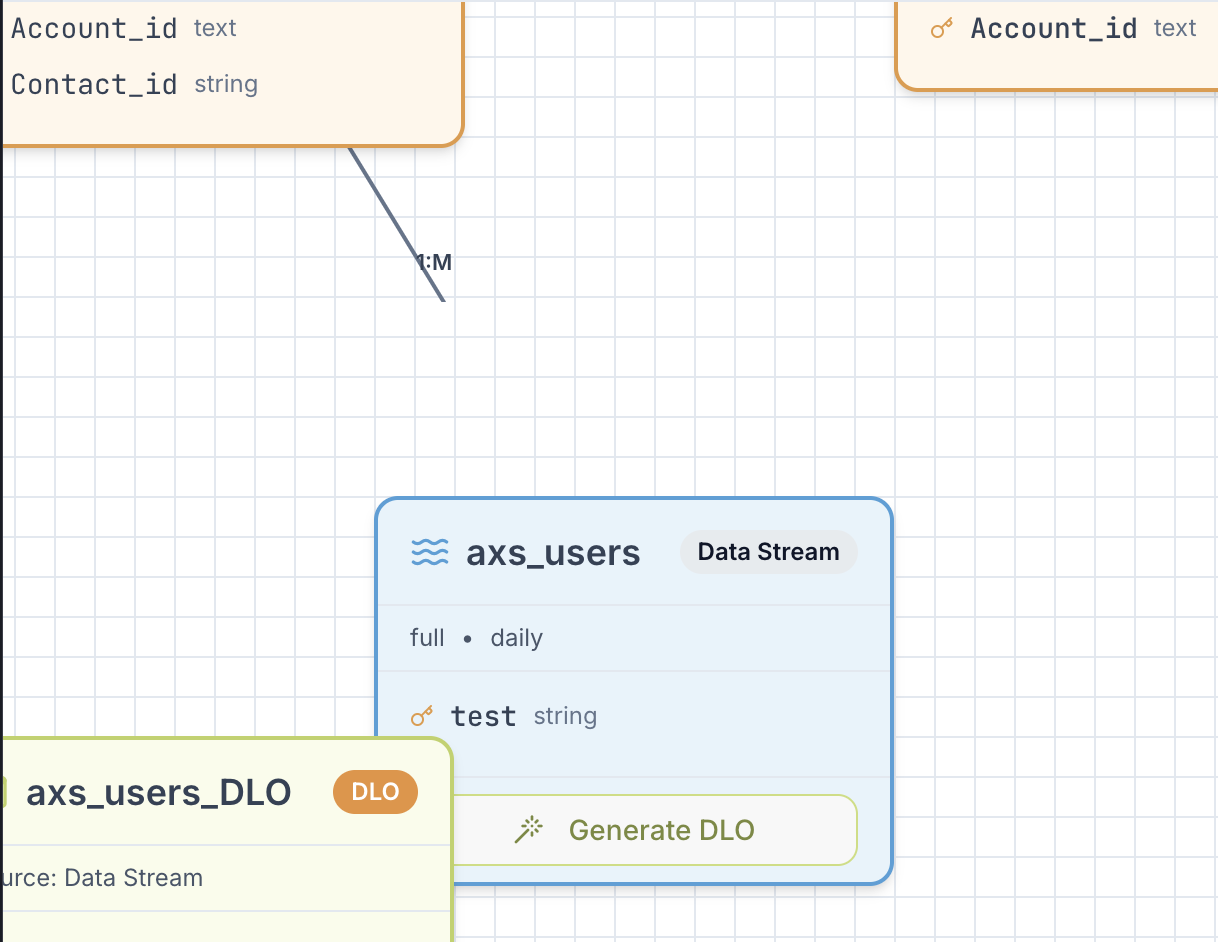 Account_id text
Contact_id string
Account_id text
1:M
axs_users Data Stream
full • daily
test string
axs_users_DLO DLO
Generate DLO
urce: Data Stream